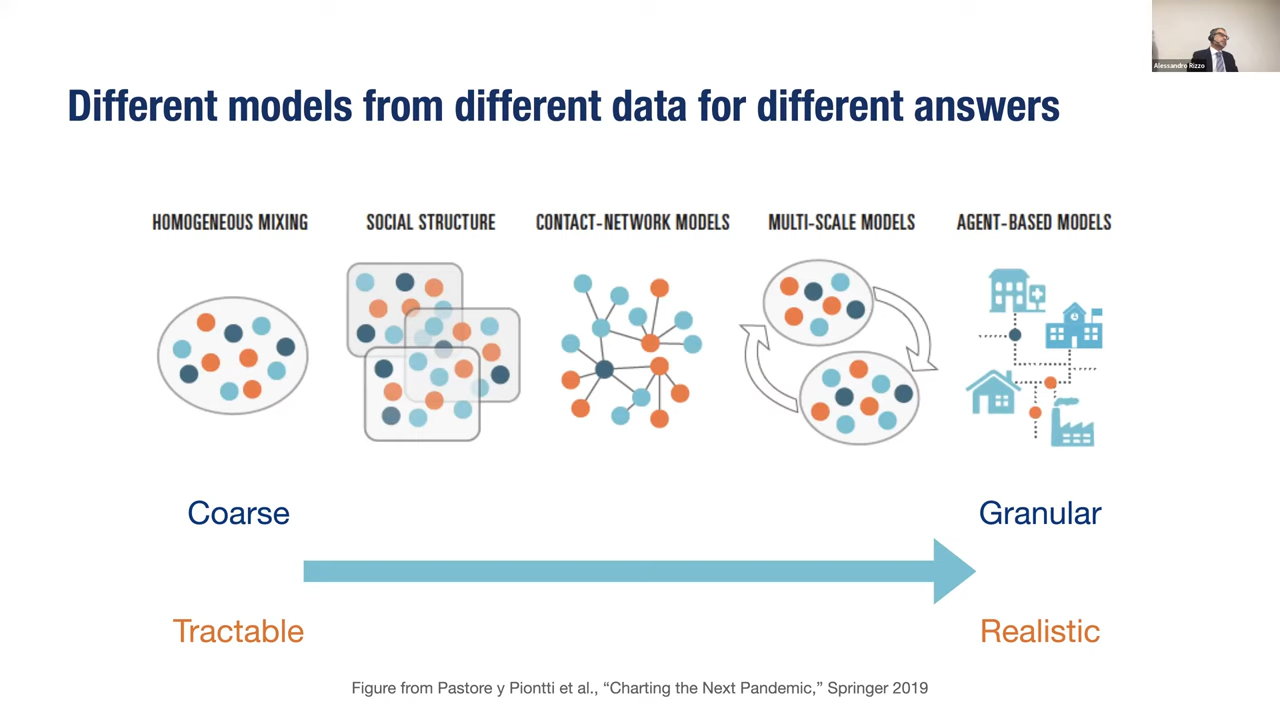 Alessandro Rizzo
Different models from different data for different answers
HOMOGENEOUS MIXING
SOCIAL STRUCTURE
CONTACT-NETWORK MODELS
MULTI-SCALE MODELS
AGENT-BASED MODELS
Coarse
Granular
Tractable
Realistic
Figure from Pastore y Piontti et al., “Charting the Next Pandemic,” Springer 2019